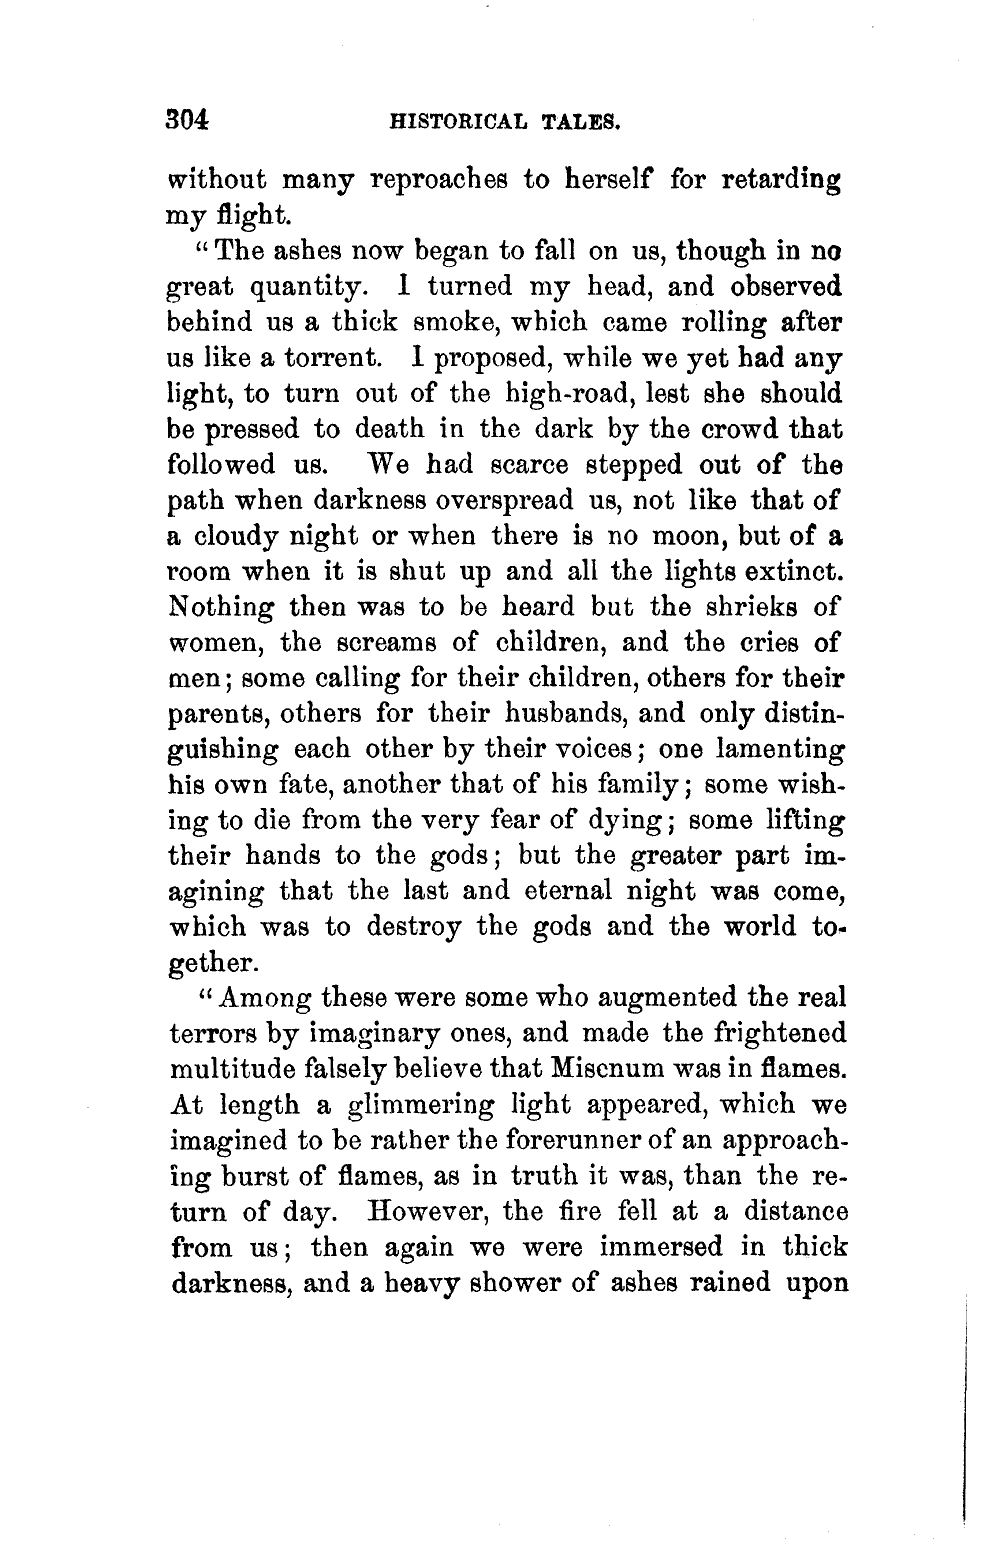 304 HISTORICAL TALES.
without many reproaches to herself for retarding
my flight.
“The ashes now began to fall on us, though in no
great quantity. I turned my head, and observed
behind us a thick smoke, which came rolling after
us like a torrent. I proposed, while we yet had any
light, to turn out of the high-road, lest she should
be pressed to death in the dark by the crowd that
followed us. We had scarce stepped out of the
path when darkness overspread us, not like that of
a cloudy night or when there is no moon, but of a
room when it is shut up and all the lights extinct.
Nothing then was to be heard but the shrieks of
women, the screams of children, and the cries of
men; some calling for their children, others for their
parents, others for their husbands, and only distin-
guishing each other by their voices; one lamenting
his own fate, another that of his family; some wish-
ing to die from the very fear of dying; some lifting
their hands to the gods; but the greater part im-
agining that the last and eternal night was come,
which was to destroy the gods and the world to-
gether.
“Among these were some who augmented the real
terrors by imaginary ones, and made the frightened
multitude falsely believe that Misenum was in flames.
At length a glimmering light appeared, which we
imagined to be rather the forerunner of an approach-
ing burst of flames, as in truth it was, than the re-
turn of day. However, the fire fell at a distance
from us; then again we were immersed in thick
darkness, and a heavy shower of ashes rained upon